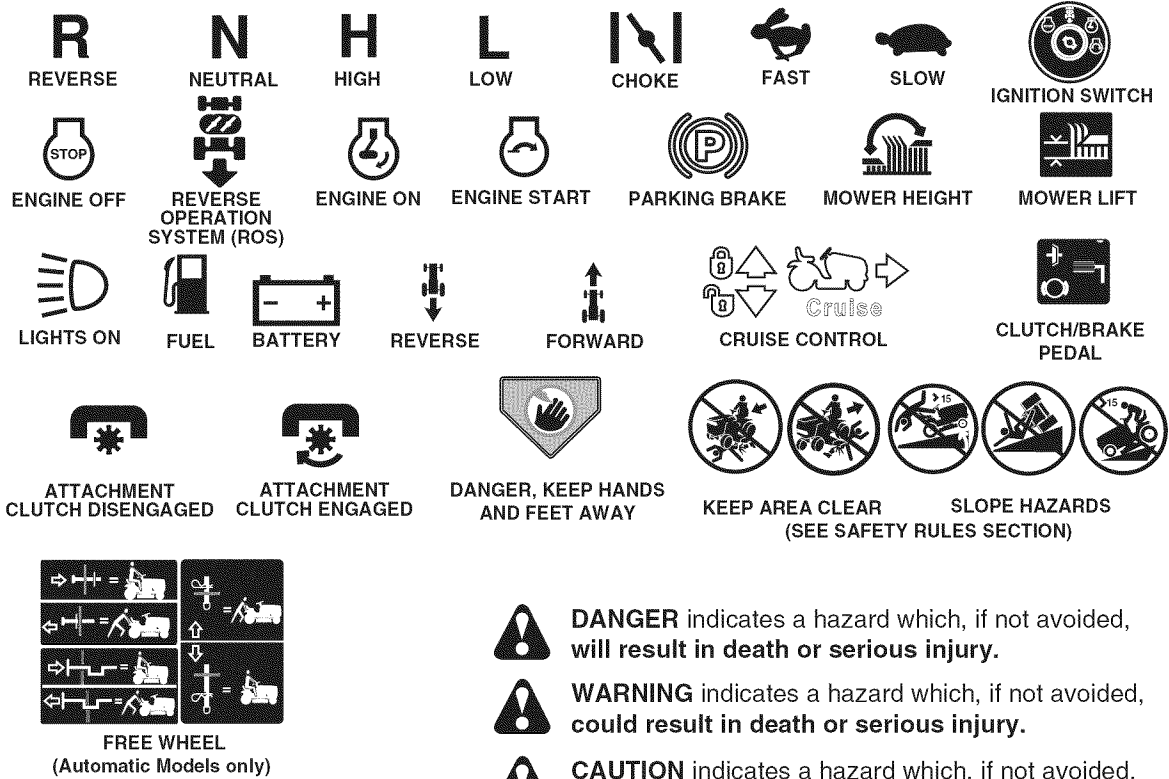 R
N
H
L
REVERSE
NEUTRAL
HIGH
LOW
CHOKE
FAST
SLOW
IGNITION SWITCH
STOP
P
ENGINE OFF
REVERSE
OPERATION
SYSTEM (ROS)
ENGINE ON
ENGINE START
PARKING BRAKE
MOWER HEIGHT
MOWER LIFT
Cruise
LIGHTS ON
FUEL
BATTERY
REVERSE
FORWARD
CRUISE CONTROL
CLUTCH/BRAKE
PEDAL
15
15
ATTACHMENT
CLUTCH DISENGAGED
ATTACHMENT
CLUTCH ENGAGED
DANGER, KEEP HANDS
AND FEET AWAY
KEEP AREA CLEAR
SLOPE HAZARDS
(SEE SAFETY RULES SECTION)
FREE WHEEL
(Automatic Models only)
DANGER indicates a hazard which, if not avoided,
will result in death or serious injury.
WARNING indicates a hazard which, if not avoided,
could result in death or serious injury.
CAUTION indicates a hazard which, if not avoided,